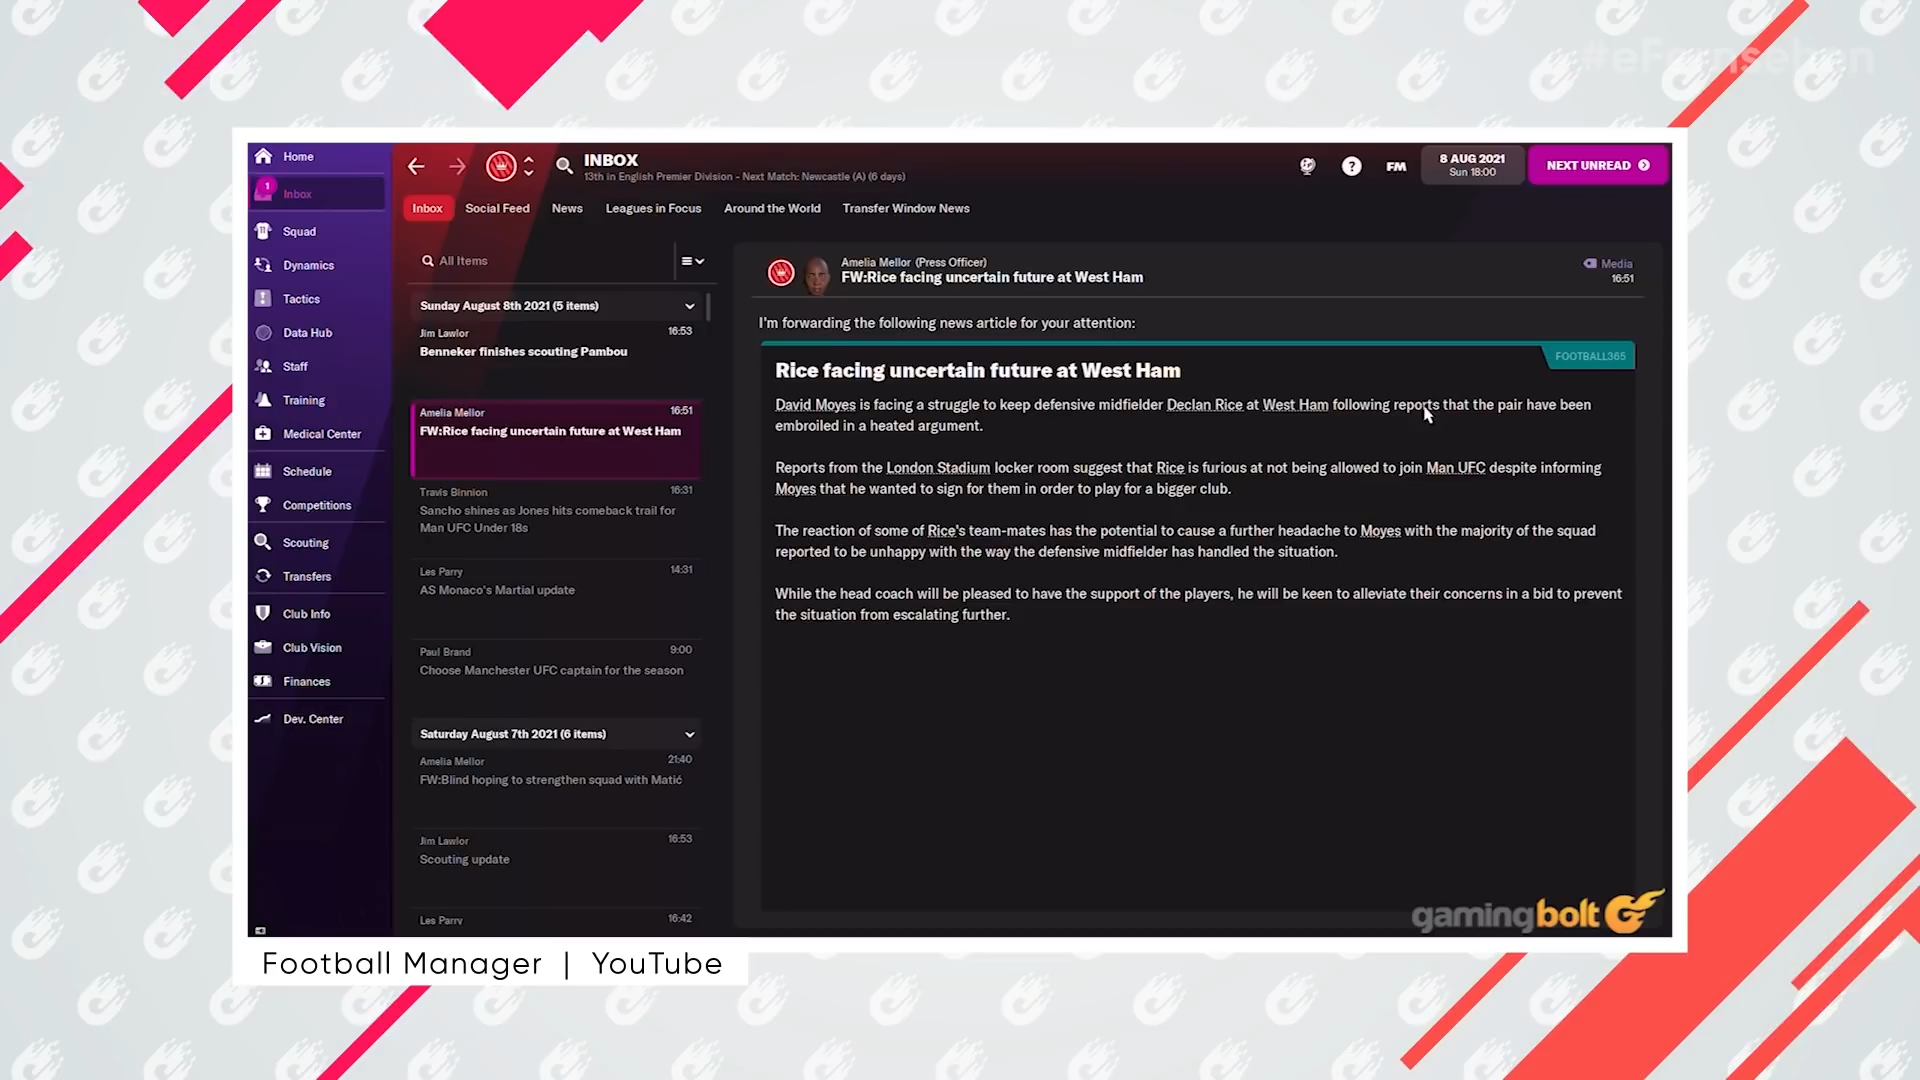 #eFernsehen
Home
1
Inbox
Squad
Dynamics
Tactics
Data Hub
Staff
Training
Medical Center
Schedule
Competitions
Scouting
Transfers
Club Info
Club Vision
Finances
Dev. Center
INBOX
13th in English Premier Division - Next Match: Newcastle (A) (6 days)
FM
8 AUG 2021
Sun 18:00
NEXT UNREAD
Inbox Social Feed News Leagues in Focus Around the World Transfer Window News
All Items
Sunday August 8th 2021 (5 items)
Jim Lawlor 16:53
Benneker finishes scouting Pambou
Amelia Mellor 16:51
FW:Rice facing uncertain future at West Ham
Travis Binnion 16:31
Sancho shines as Jones hits comeback trail for
Man UFC Under 18s
Les Parry 14:31
AS Monaco's Martial update
Paul Brand 9:00
Choose Manchester UFC captain for the season
Saturday August 7th 2021 (6 items)
Amelia Mellor 21:40
FW:Blind hoping to strengthen squad with Matić
Jim Lawlor 16:53
Scouting update
Les Parry 16:42
Amelia Mellor (Press Officer)
FW:Rice facing uncertain future at West Ham
Media
16:51
I'm forwarding the following news article for your attention:
FOOTBALL365
Rice facing uncertain future at West Ham
David Moyes is facing a struggle to keep defensive midfielder Declan Rice at West Ham following reports that the pair have been
embroiled in a heated argument.
Reports from the London Stadium locker room suggest that Rice is furious at not being allowed to join Man UFC despite informing
Moyes that he wanted to sign for them in order to play for a bigger club.
The reaction of some of Rice's team-mates has the potential to cause a further headache to Moyes with the majority of the squad
reported to be unhappy with the way the defensive midfielder has handled the situation.
While the head coach will be pleased to have the support of the players, he will be keen to alleviate their concerns in a bid to prevent
the situation from escalating further.
gamingbolt
Football Manager | YouTube